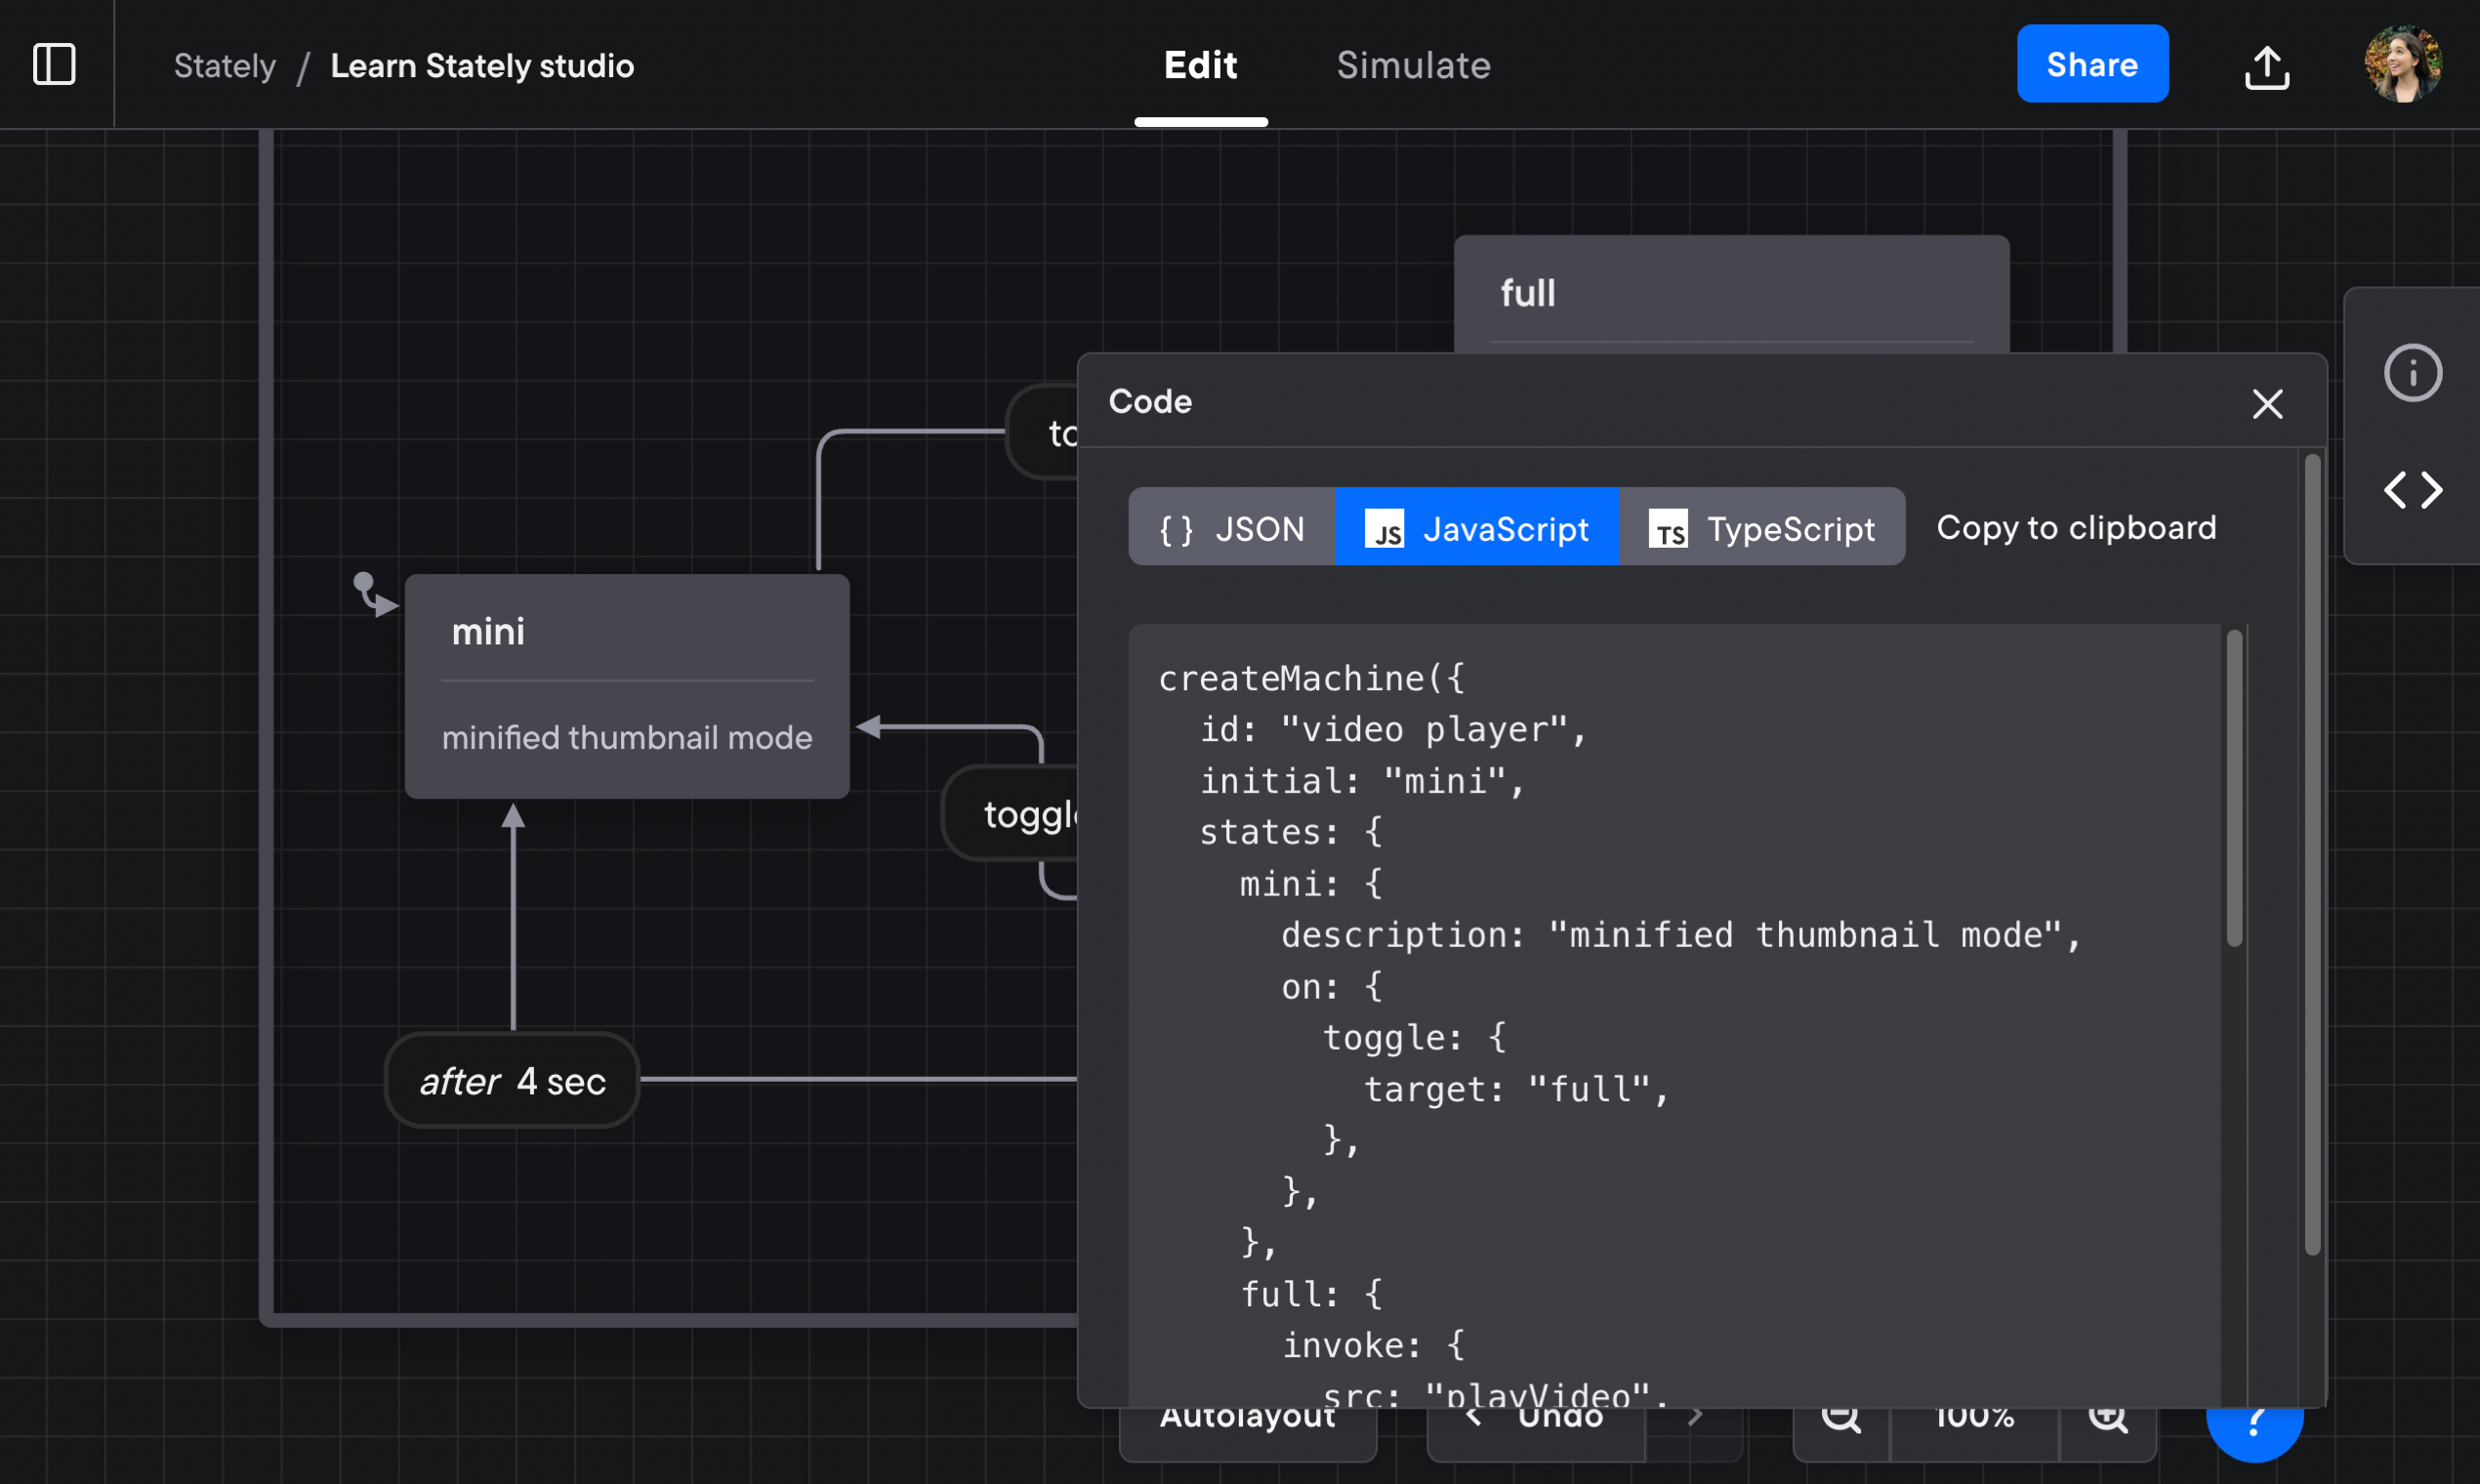 Stately / Learn Stately studio
Edit
Simulate
Share
full
Code
{ } JSON
JS JavaScript
TS TypeScript
Copy to clipboard
mini
minified thumbnail mode
after 4 sec
createMachine({
id: "video player",
initial: "mini",
states: {
mini: {
description: "minified thumbnail mode",
on: {
toggle: {
target: "full",
},
},
},
full: {
invoke: {
src: "playVideo",
Autolayout
Undo
100%
?